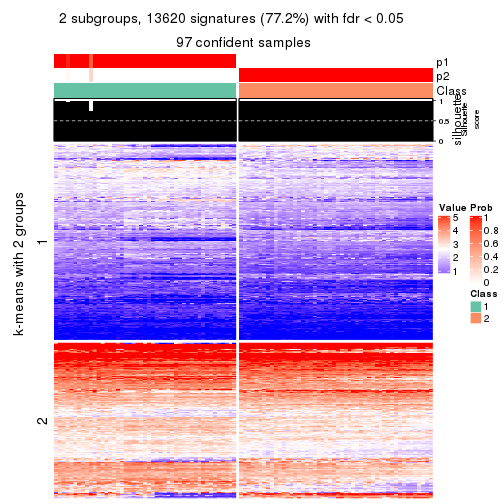 2 subgroups, 13620 signatures (77.2%) with fdr < 0.05
97 confident samples
p1
p2
Class
1
0.5
0
silhouette
Silhouette
score
k-means with 2 groups
1
2
Value
5
4
3
2
1
Prob
1
0.8
0.6
0.4
0.2
0
Class
1
2